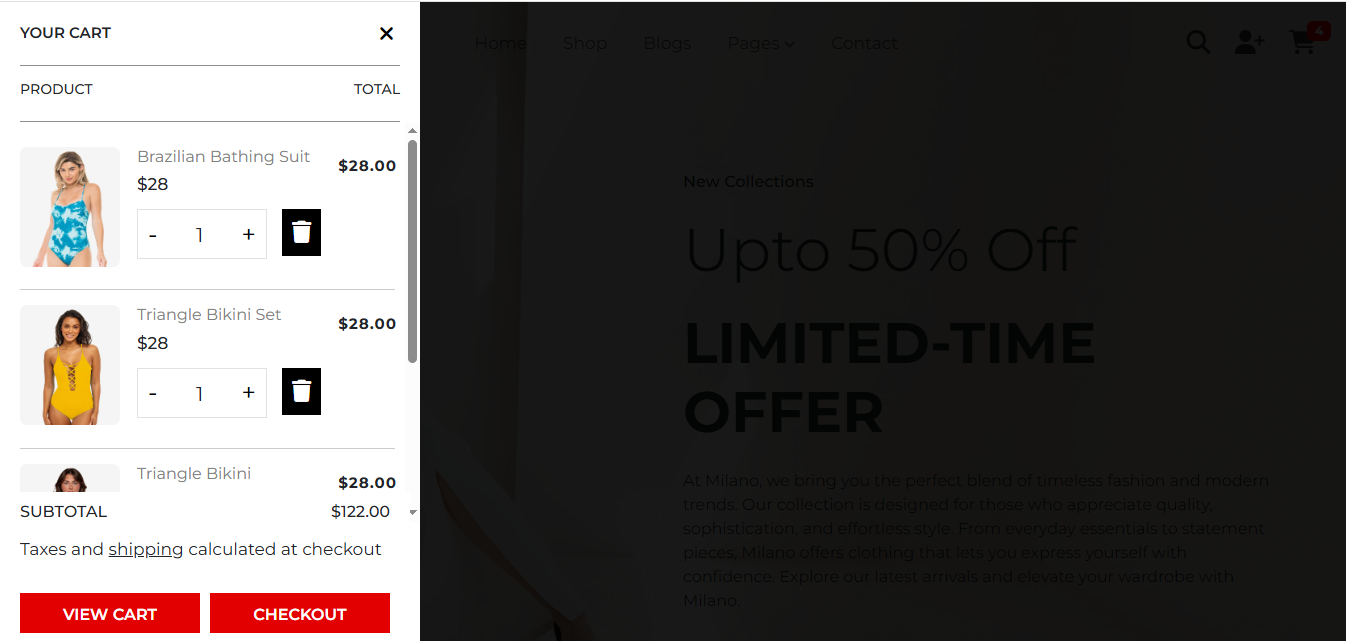 YOUR CART
PRODUCT TOTAL
Brazilian Bathing Suit
$28.00
$28
- 1 +
Triangle Bikini Set
$28.00
$28
- 1 +
Triangle Bikini
$28.00
SUBTOTAL $122.00
Taxes and shipping calculated at checkout
VIEW CART CHECKOUT
Home Shop Blogs Pages Contact
4
New Collections
Upto 50% Off
LIMITED-TIME
OFFER
At Milano, we bring you the perfect blend of timeless fashion and modern
trends. Our collection is designed for those who appreciate quality,
sophistication, and effortless style. From everyday essentials to statement
pieces, Milano offers clothing that lets you express yourself with
confidence. Explore our latest arrivals and elevate your wardrobe with
Milano.